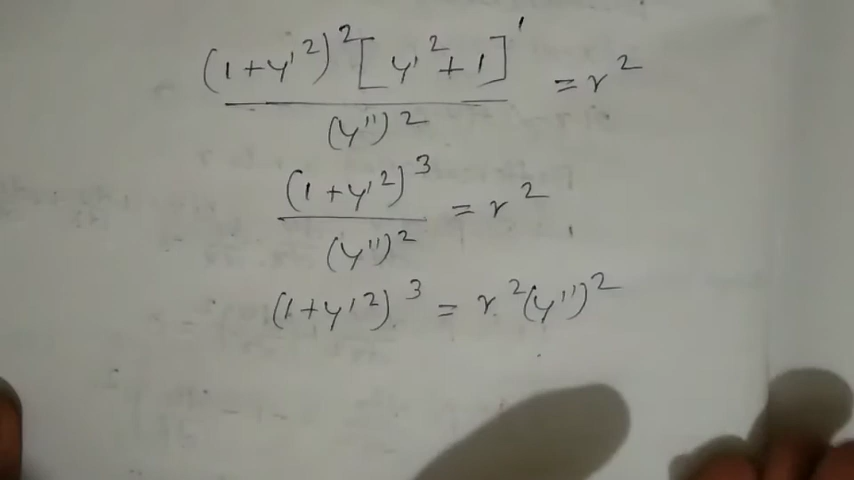 (1+y'²)²[y'²+1]' / (y'')² = r²
(1+y'²)³ / (y'')² = r²
(1+y'²)³ = r²(y'')²